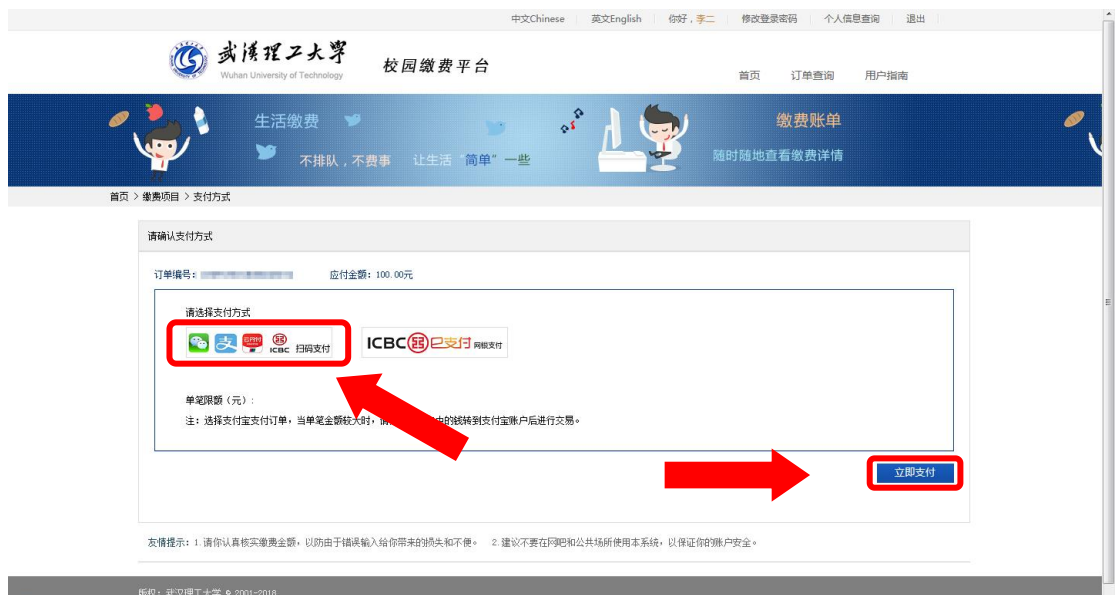 中文Chinese 英文English 你好，李二 修改登录密码 个人信息查询 退出
武汉理工大学
Wuhan University of Technology
校园缴费平台
首页 订单查询 用户指南
生活缴费
不排队，不费事 让生活“简单”一些
缴费账单
随时随地查看缴费详情
首页 > 缴费项目 > 支付方式
请确认支付方式
订单编号： 应付金额：100.00元
请选择支付方式
支 ICBC 扫码支付
ICBC 已支付 网银支付
单笔限额（元）：
注：选择支付宝支付订单，当单笔金额较大时，中的钱转到支付宝账户后进行交易。
立即支付
友情提示：1.请你认真核实缴费金额，以防由于错误输入给你带来的损失和不便。 2.建议不要在网吧和公共场所使用本系统，以保证你的账户安全。
版权：武汉理工大学 © 2001-2018